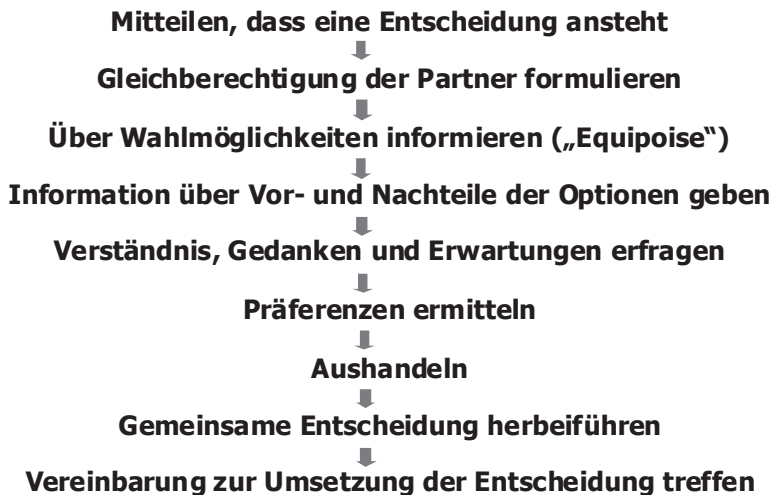 Mitteilen, dass eine Entscheidung ansteht
Gleichberechtigung der Partner formulieren
Über Wahlmöglichkeiten informieren („Equipoise“)
Information über Vor- und Nachteile der Optionen geben
Verständnis, Gedanken und Erwartungen erfragen
Präferenzen ermitteln
Aushandeln
Gemeinsame Entscheidung herbeiführen
Vereinbarung zur Umsetzung der Entscheidung treffen